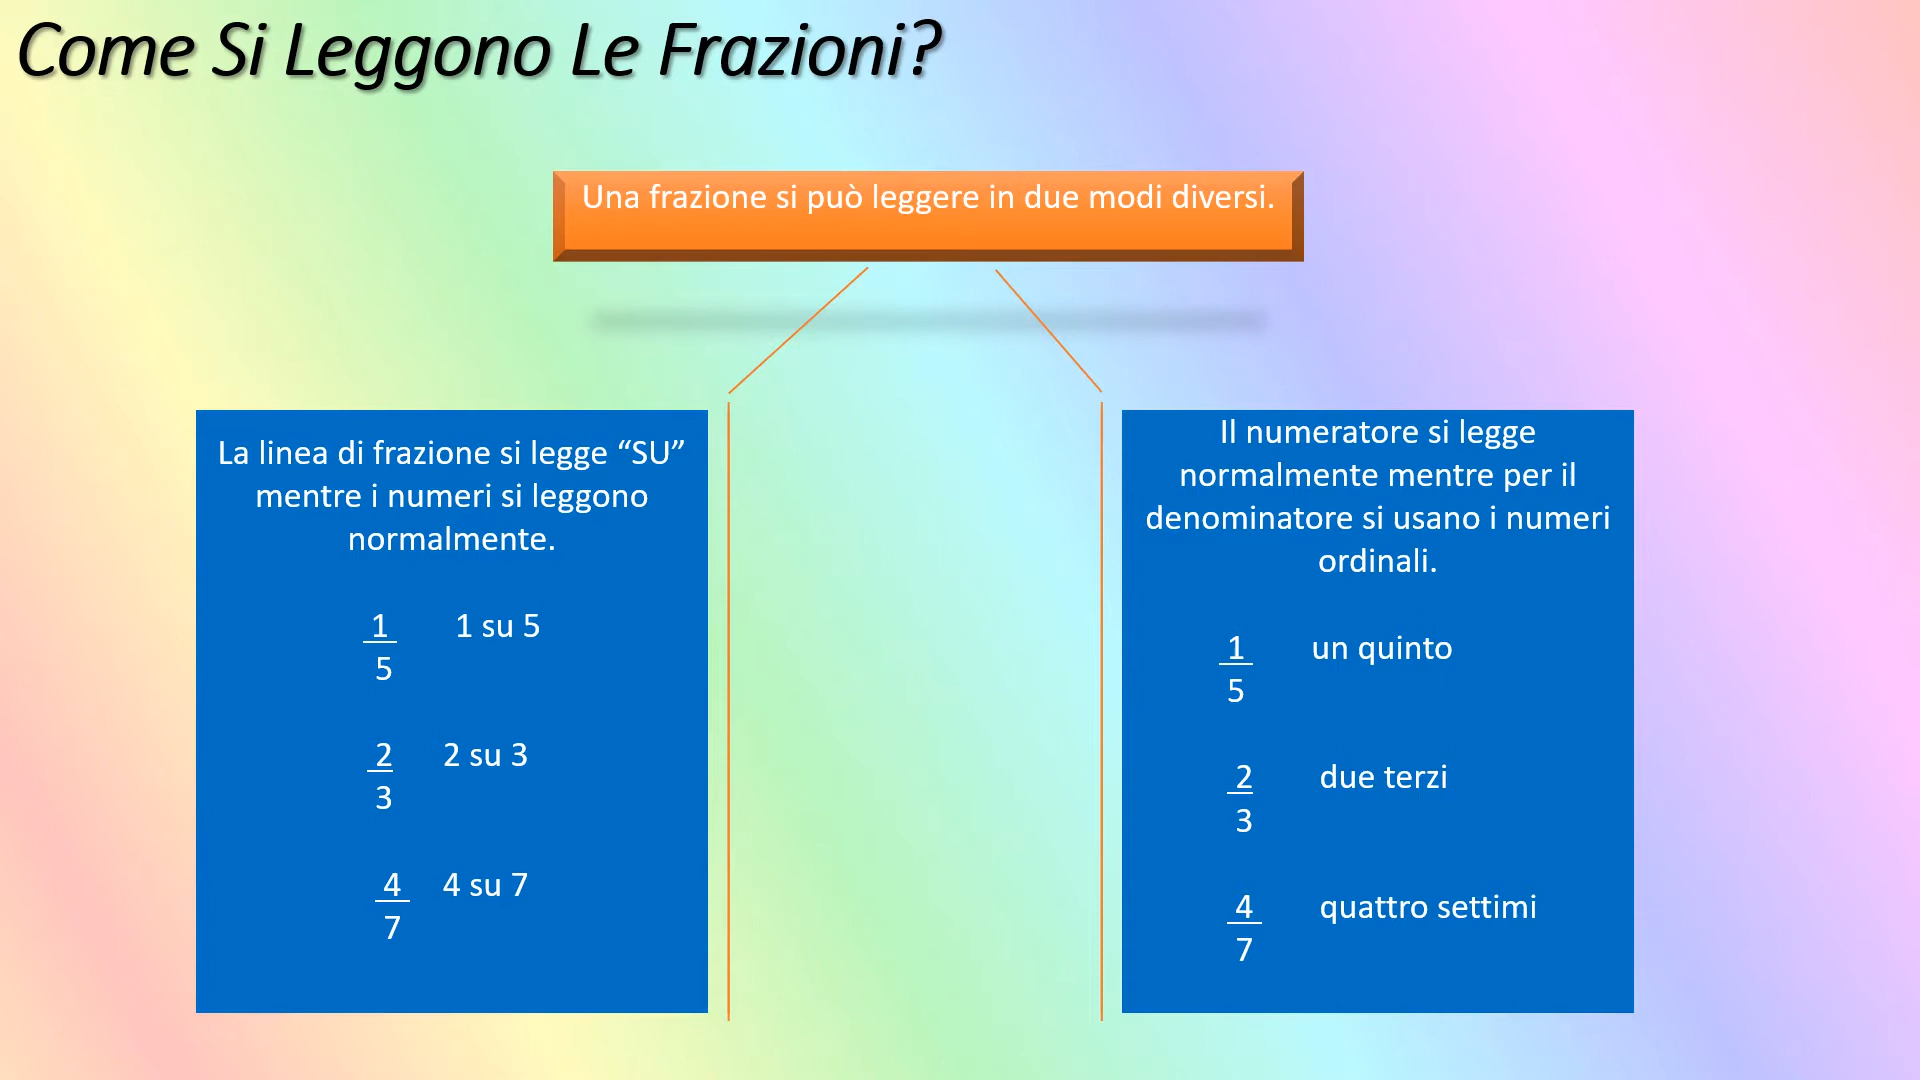 Come Si Leggono Le Frazioni?
Una frazione si può leggere in due modi diversi.
La linea di frazione si legge “SU”
mentre i numeri si leggono
normalmente.
1 1 su 5
5
2 2 su 3
3
4 4 su 7
7
Il numeratore si legge
normalmente mentre per il
denominatore si usano i numeri
ordinali.
1 un quinto
5
2 due terzi
3
4 quattro settimi
7